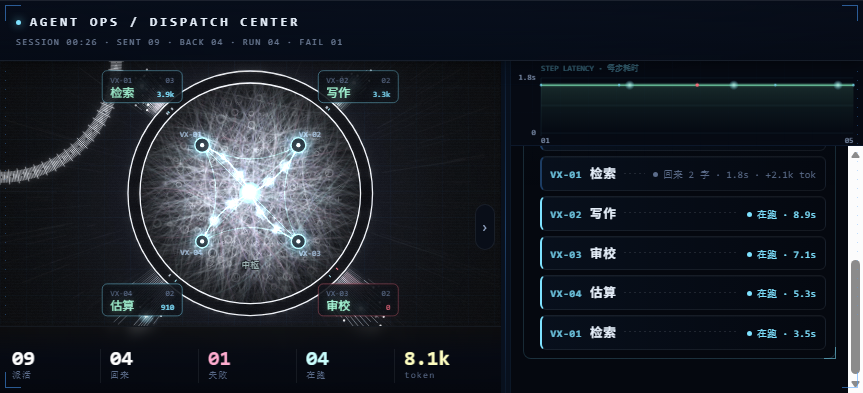 AGENT OPS / DISPATCH CENTER
SESSION 00:26 · SENT 09 · BACK 04 · RUN 04 · FAIL 01
VX-01 03
检索 3.9k
VX-02 02
写作 3.3k
VX-01
VX-02
VX-04
VX-03
中枢
VX-04 02
估算 910
VX-03 02
审校 0
›
09
派活
04
回来
01
失败
04
在跑
8.1k
token
STEP LATENCY · 每步耗时
1.8s
0
01 05
VX-01 检索 回来 2 字 · 1.8s · +2.1k tok
VX-02 写作 在跑 · 8.9s
VX-03 审校 在跑 · 7.1s
VX-04 估算 在跑 · 5.3s
VX-01 检索 在跑 · 3.5s